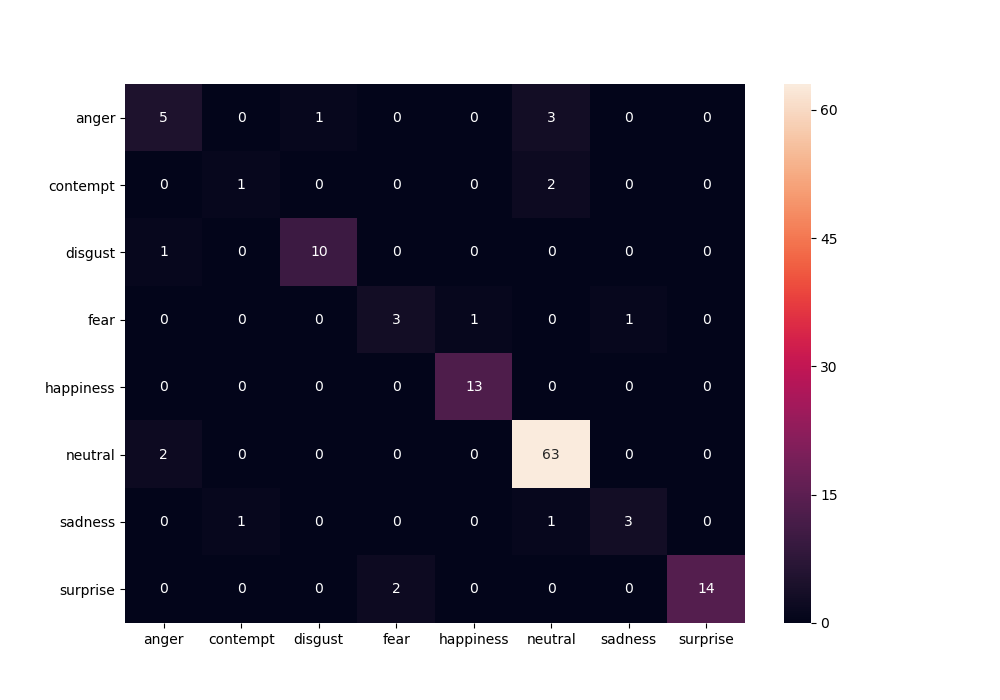 anger 5 0 1 0 0 3 0 0
contempt 0 1 0 0 0 2 0 0
disgust 1 0 10 0 0 0 0 0
fear 0 0 0 3 1 0 1 0
happiness 0 0 0 0 13 0 0 0
neutral 2 0 0 0 0 63 0 0
sadness 0 1 0 0 0 1 3 0
surprise 0 0 0 2 0 0 0 14
anger contempt disgust fear happiness neutral sadness surprise
60
45
30
15
0